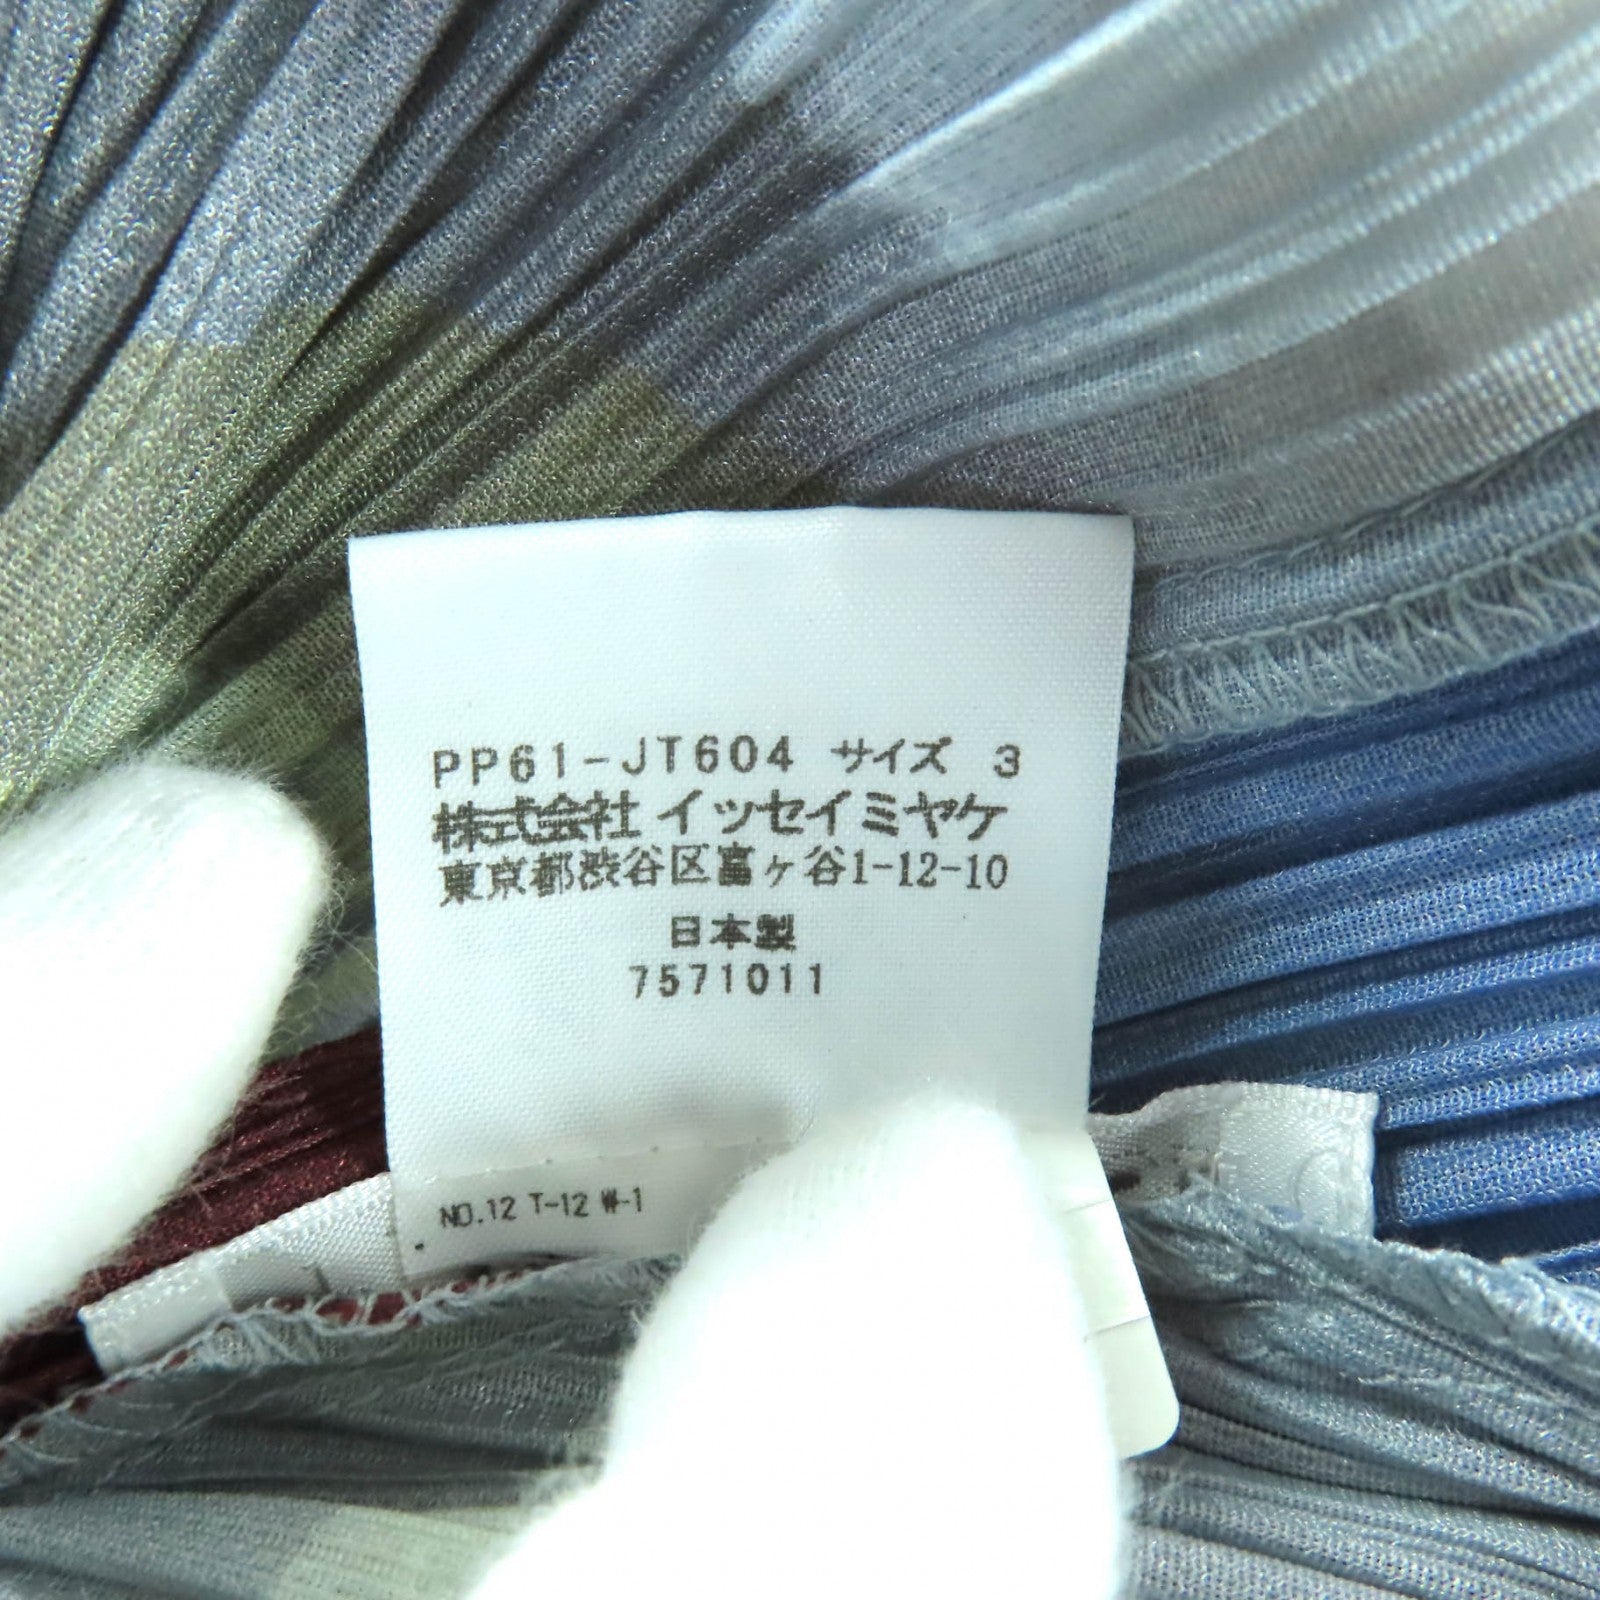 PP61-JT604 サイズ 3
株式会社 イッセイミヤケ
東京都渋谷区富ヶ谷1-12-10
日本製
7571011
NO.12 T-12 W-1